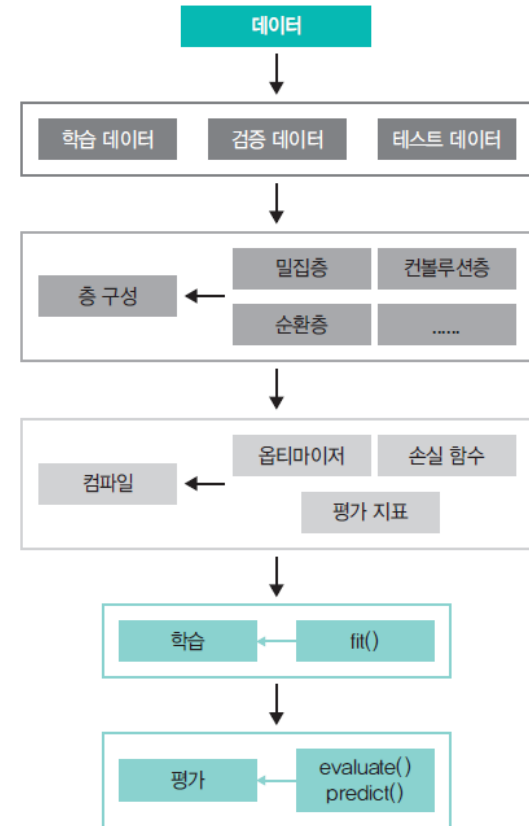 데이터
학습 데이터 검증 데이터 테스트 데이터
밀집층 컨볼루션층
층 구성
순환층 ......
옵티마이저 손실 함수
컴파일
평가 지표
학습 fit()
평가
evaluate()
predict()